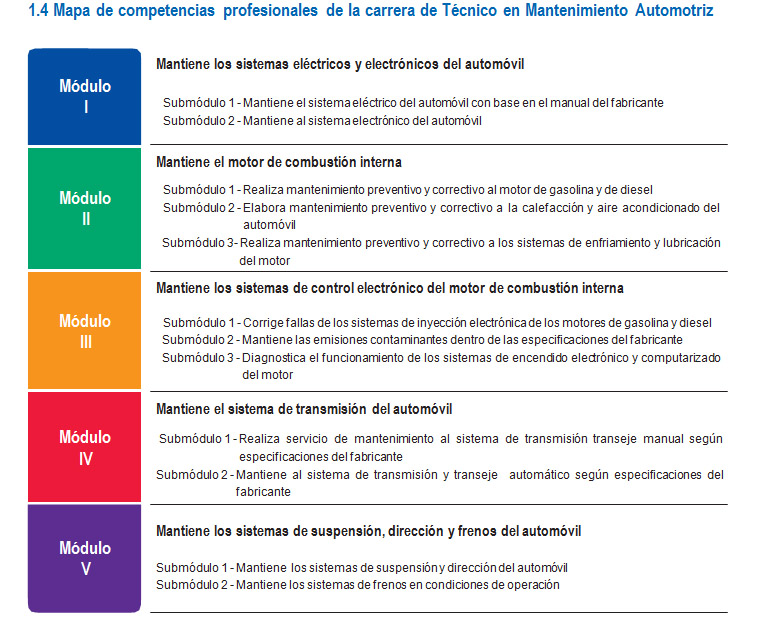 1.4 Mapa de competencias profesionales de la carrera de Técnico en Mantenimiento Automotriz
Módulo
I
Mantiene los sistemas eléctricos y electrónicos del automóvil
Submódulo 1 - Mantiene el sistema eléctrico del automóvil con base en el manual del fabricante
Submódulo 2 - Mantiene al sistema electrónico del automóvil
Módulo
II
Mantiene el motor de combustión interna
Submódulo 1 - Realiza mantenimiento preventivo y correctivo al motor de gasolina y de diesel
Submódulo 2 - Elabora mantenimiento preventivo y correctivo a la calefacción y aire acondicionado del
automóvil
Submódulo 3- Realiza mantenimiento preventivo y correctivo a los sistemas de enfriamiento y lubricación
del motor
Módulo
III
Mantiene los sistemas de control electrónico del motor de combustión interna
Submódulo 1 - Corrige fallas de los sistemas de inyección electrónica de los motores de gasolina y diesel
Submódulo 2 - Mantiene las emisiones contaminantes dentro de las especificaciones del fabricante
Submódulo 3 - Diagnostica el funcionamiento de los sistemas de encendido electrónico y computarizado
del motor
Módulo
IV
Mantiene el sistema de transmisión del automóvil
Submódulo 1 - Realiza servicio de mantenimiento al sistema de transmisión transeje manual según
especificaciones del fabricante
Submódulo 2 - Mantiene al sistema de transmisión y transeje automático según especificaciones del
fabricante
Módulo
V
Mantiene los sistemas de suspensión, dirección y frenos del automóvil
Submódulo 1 - Mantiene los sistemas de suspensión y dirección del automóvil
Submódulo 2 - Mantiene los sistemas de frenos en condiciones de operación